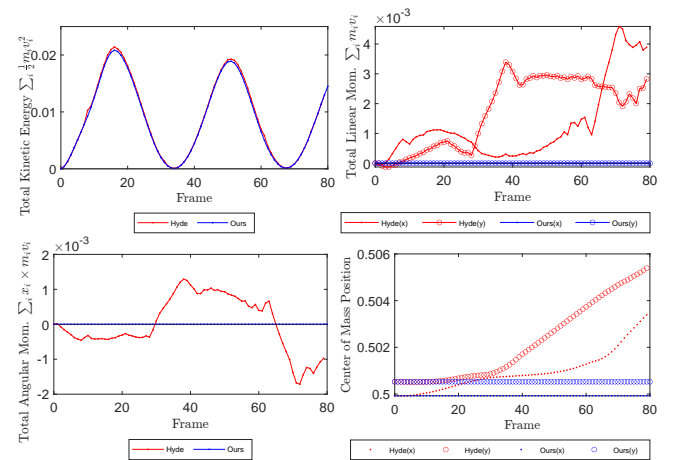 Total Kinetic Energy ∑ᵢ ½mᵢvᵢ²
0.02
0.01
0
0 20 40 60 80
Frame
Hyde Ours
×10⁻³
Total Linear Mom. ∑ᵢ mᵢvᵢ
4
3
2
1
0
0 20 40 60 80
Frame
Hyde(x) Hyde(y) Ours(x) Ours(y)
×10⁻³
Total Angular Mom. ∑ᵢ xᵢ × mᵢvᵢ
2
1
0
-1
-2
0 20 40 60 80
Frame
Hyde Ours
Center of Mass Position
0.506
0.504
0.502
0.5
0 20 40 60 80
Frame
Hyde(x) Hyde(y) Ours(x) Ours(y)